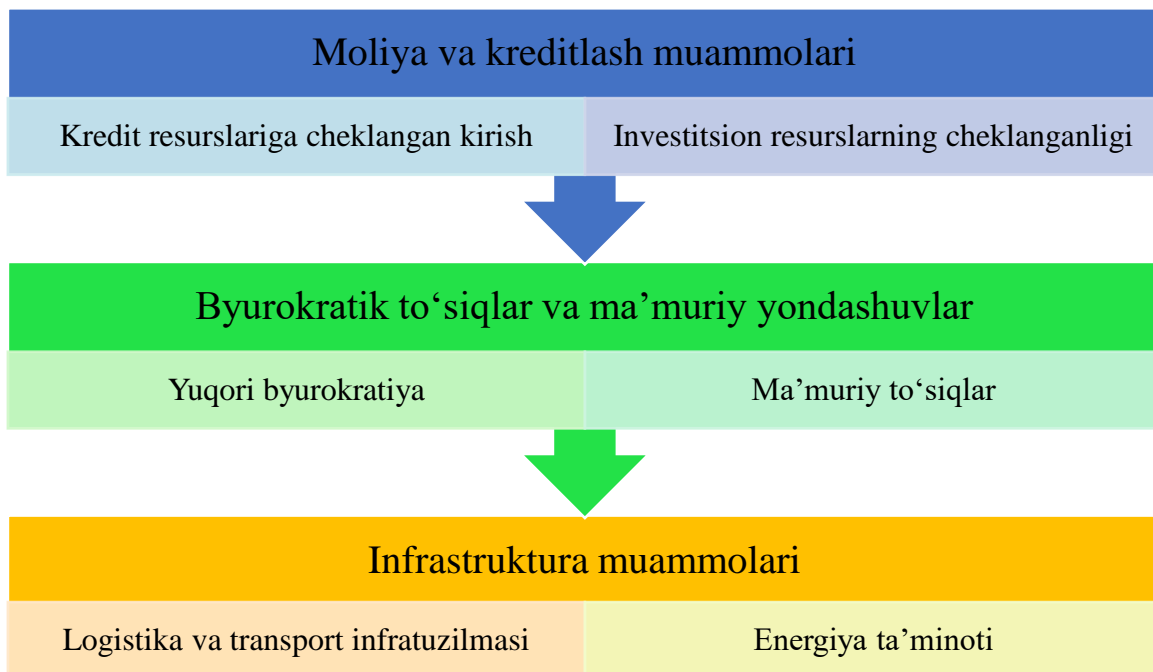 Moliya va kreditlash muammolari
Kredit resurslariga cheklangan kirish
Investitsion resurslarning cheklanganligi
Byurokratik to‘siqlar va ma’muriy yondashuvlar
Yuqori byurokratiya
Ma’muriy to‘siqlar
Infrastruktura muammolari
Logistika va transport infratuzilmasi
Energiya ta’minoti